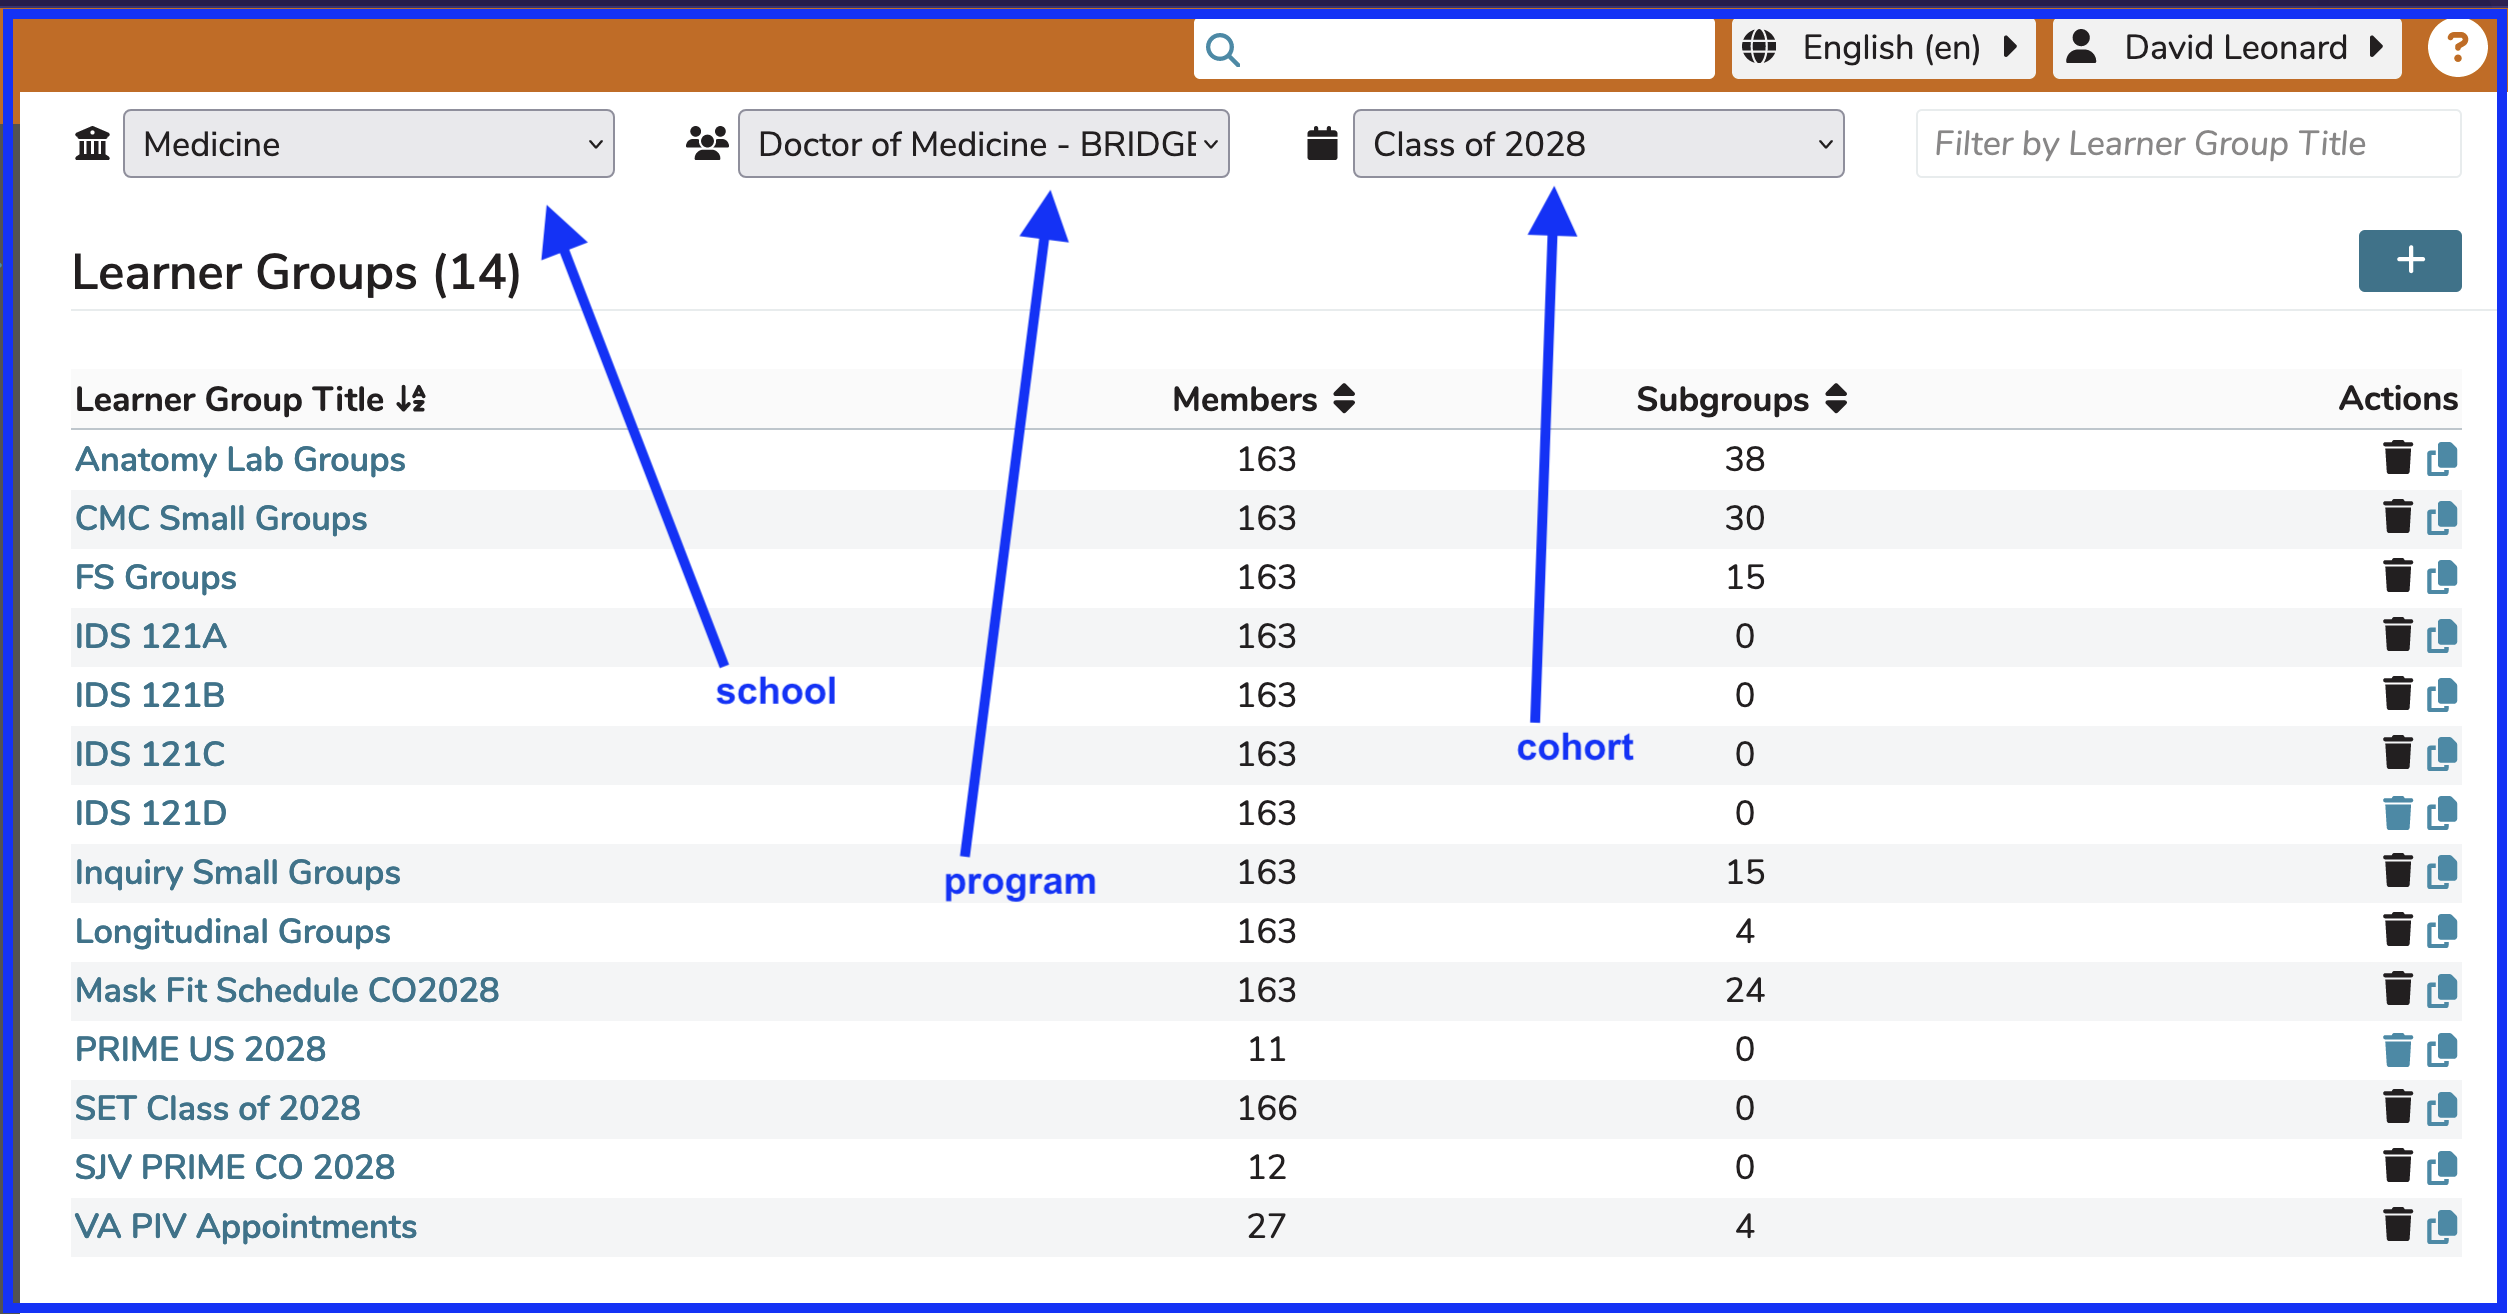 English (en) David Leonard ?
Medicine Doctor of Medicine - BRIDGE Class of 2028 Filter by Learner Group Title
Learner Groups (14) +
Learner Group Title Members Subgroups Actions
Anatomy Lab Groups 163 38
CMC Small Groups 163 30
FS Groups 163 15
IDS 121A 163 0
IDS 121B 163 0
school
IDS 121C 163 0
cohort
IDS 121D 163 0
Inquiry Small Groups 163 15
program
Longitudinal Groups 163 4
Mask Fit Schedule CO2028 163 24
PRIME US 2028 11 0
SET Class of 2028 166 0
SJV PRIME CO 2028 12 0
VA PIV Appointments 27 4